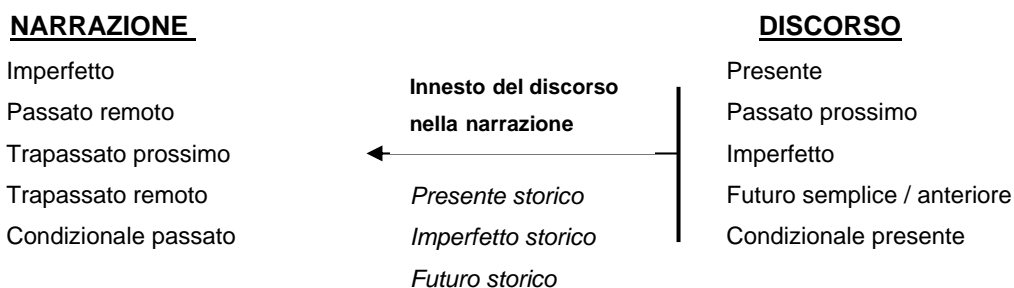 NARRAZIONE
Imperfetto
Passato remoto
Trapassato prossimo
Trapassato remoto
Condizionale passato
Innesto del discorso
nella narrazione
Presente storico
Imperfetto storico
Futuro storico
DISCORSO
Presente
Passato prossimo
Imperfetto
Futuro semplice / anteriore
Condizionale presente